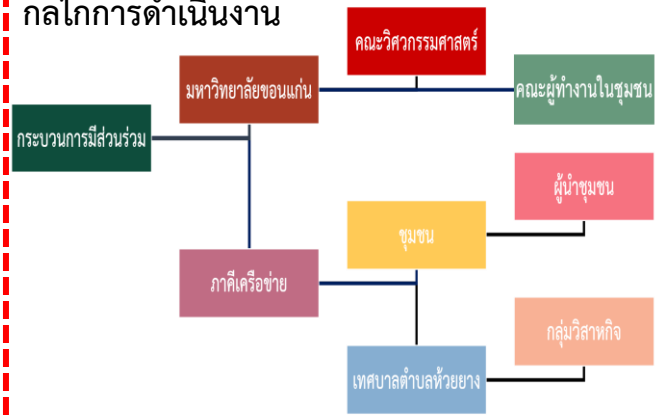 กลไกการดำเนินงาน
คณะวิศวกรรมศาสตร์
มหาวิทยาลัยขอนแก่น
คณะผู้ทำงานในชุมชน
กระบวนการมีส่วนร่วม
ผู้นำชุมชน
ชุมชน
ภาคีเครือข่าย
กลุ่มวิสาหกิจ
เทศบาลตำบลห้วยยาง